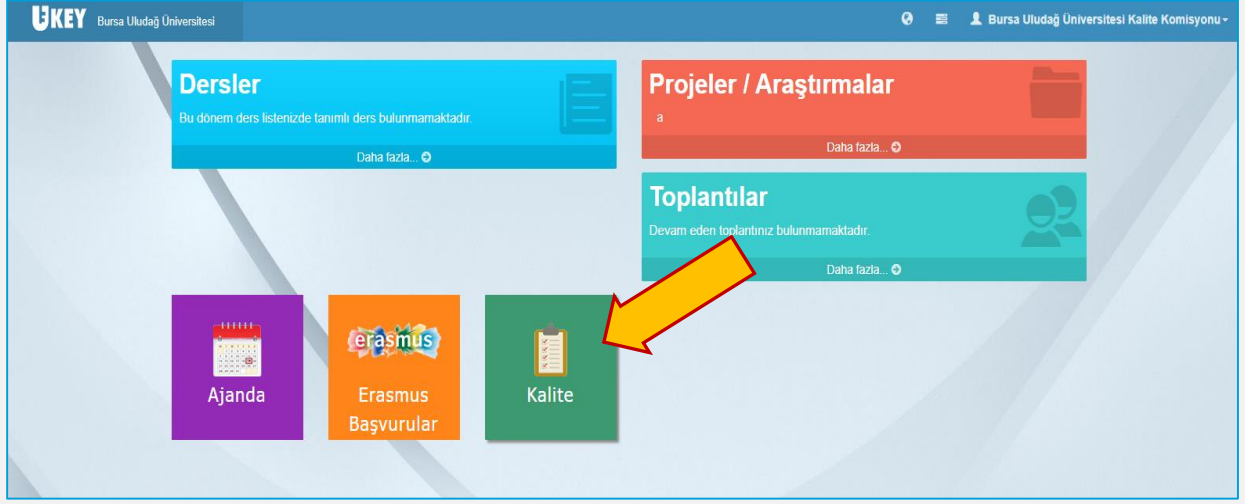 UKEY Bursa Uludağ Üniversitesi
Bursa Uludağ Üniversitesi Kalite Komisyonu
Dersler
Bu dönem ders listenizde tanımlı ders bulunmamaktadır.
Daha fazla...
Projeler / Araştırmalar
a
Daha fazla...
Toplantılar
Devam eden toplantınız bulunmamaktadır.
Daha fazla...
Ajanda
erasmus
Erasmus
Başvurular
Kalite